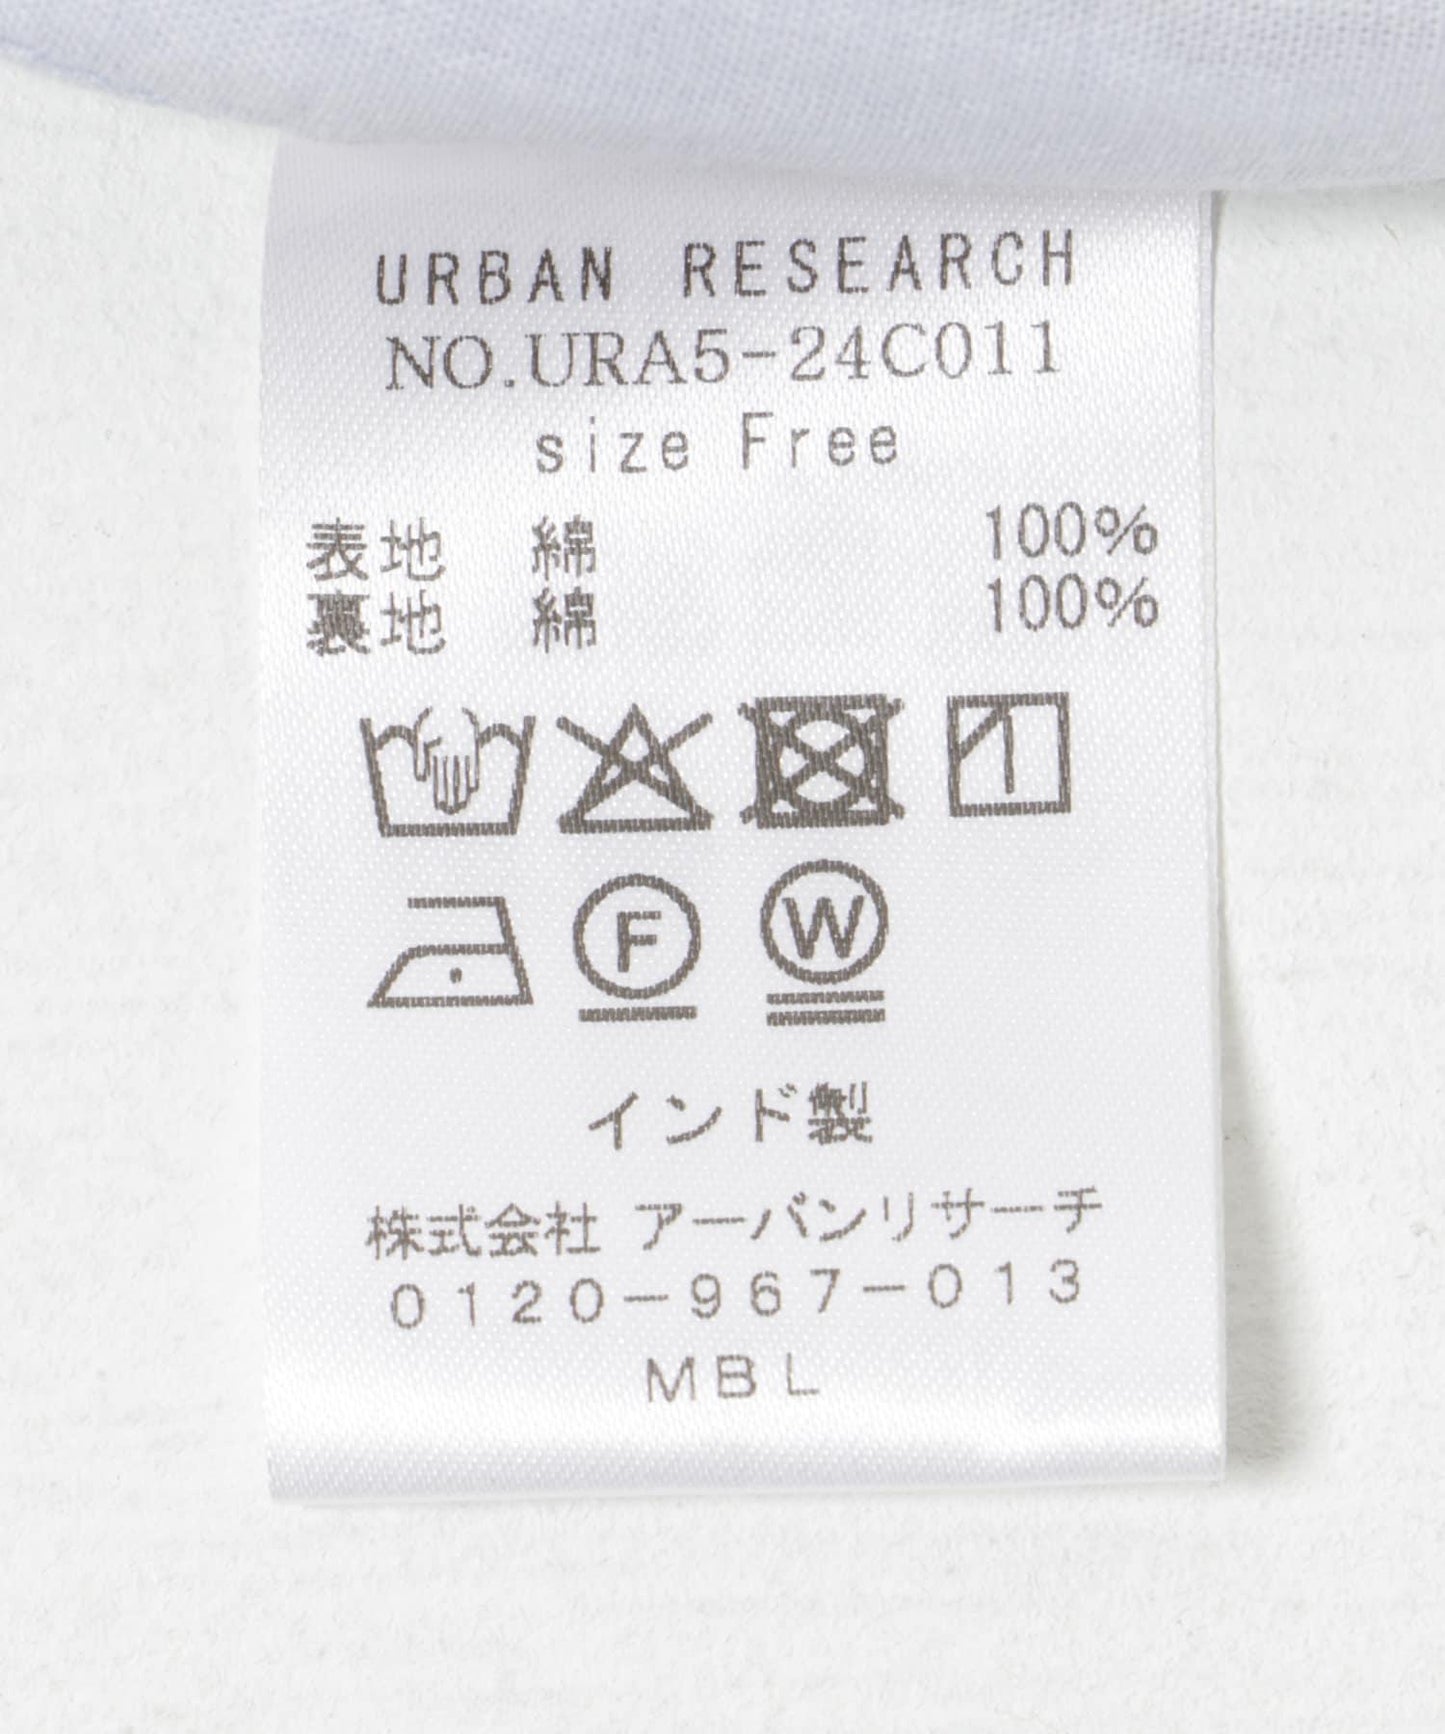 URBAN RESEARCH
NO.URA5-24C011
size Free
表地 綿 100%
裏地 綿 100%
F W
インド製
株式会社 アーバンリサーチ
0120-967-013
MBL